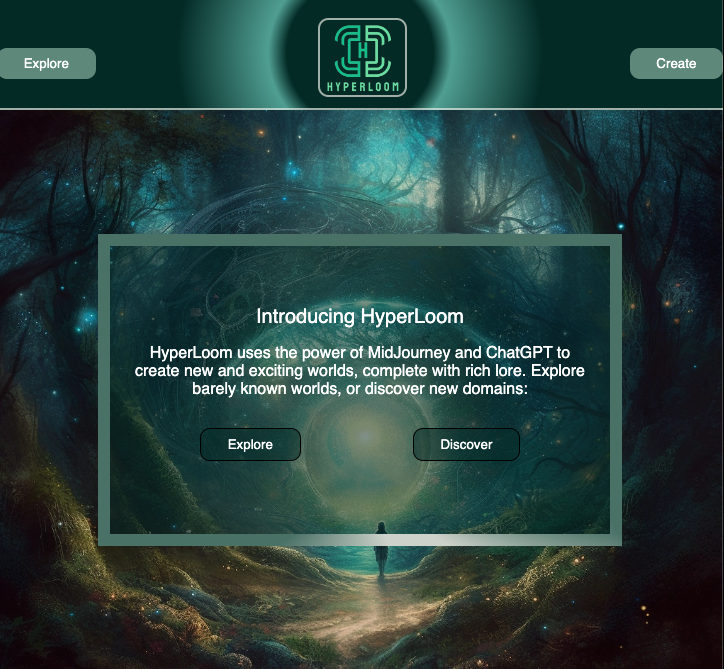 Explore
H
HYPERLOOM
Create
Introducing HyperLoom
HyperLoom uses the power of MidJourney and ChatGPT to
create new and exciting worlds, complete with rich lore. Explore
barely known worlds, or discover new domains:
Explore
Discover